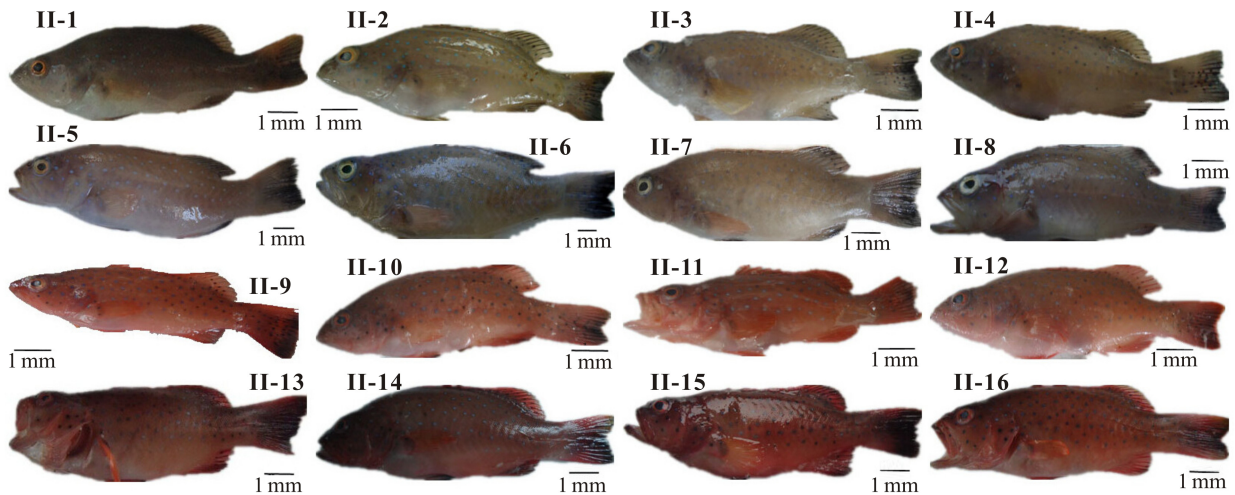 II-1
II-2
II-3
II-4
1 mm
1 mm
1 mm
1 mm
II-5
II-6
II-7
II-8
1 mm
1 mm
1 mm
1 mm
II-9
II-10
II-11
II-12
1 mm
1 mm
1 mm
1 mm
II-13
II-14
II-15
II-16
1 mm
1 mm
1 mm
1 mm